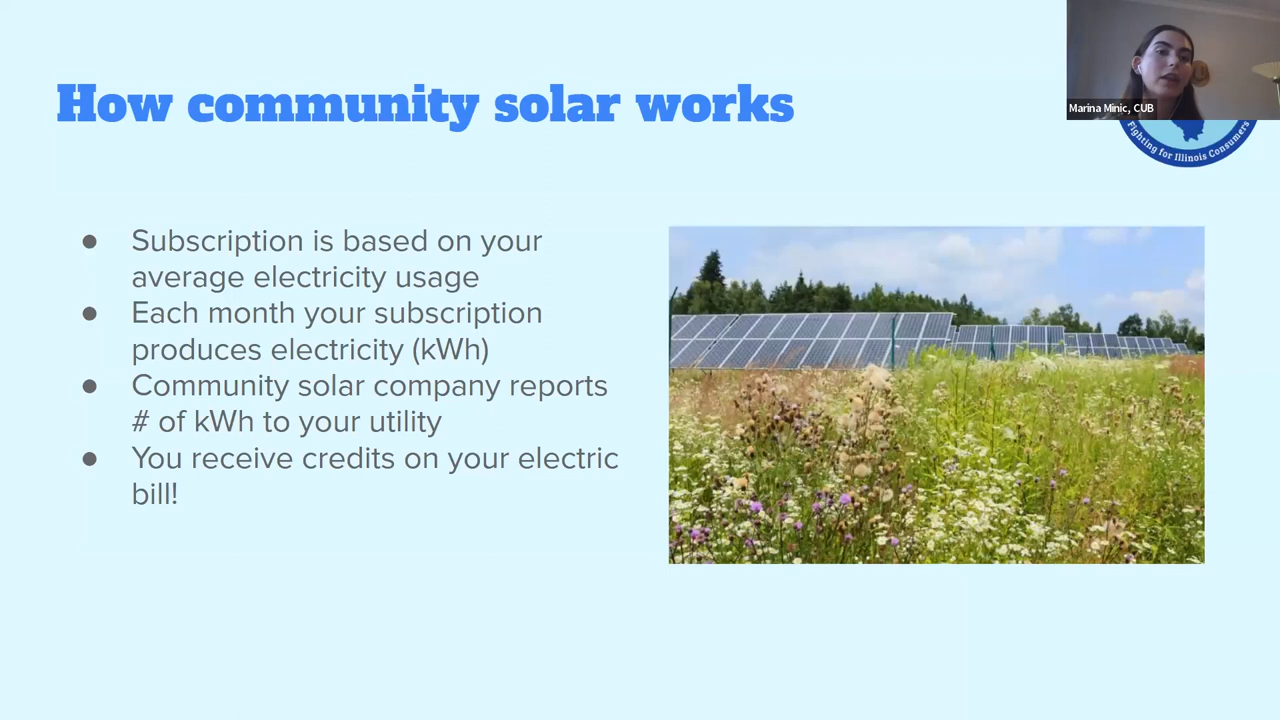 How community solar works
Marina Minic, CUB
Fighting for Illinois Consumers
● Subscription is based on your
average electricity usage
● Each month your subscription
produces electricity (kWh)
● Community solar company reports
# of kWh to your utility
● You receive credits on your electric
bill!